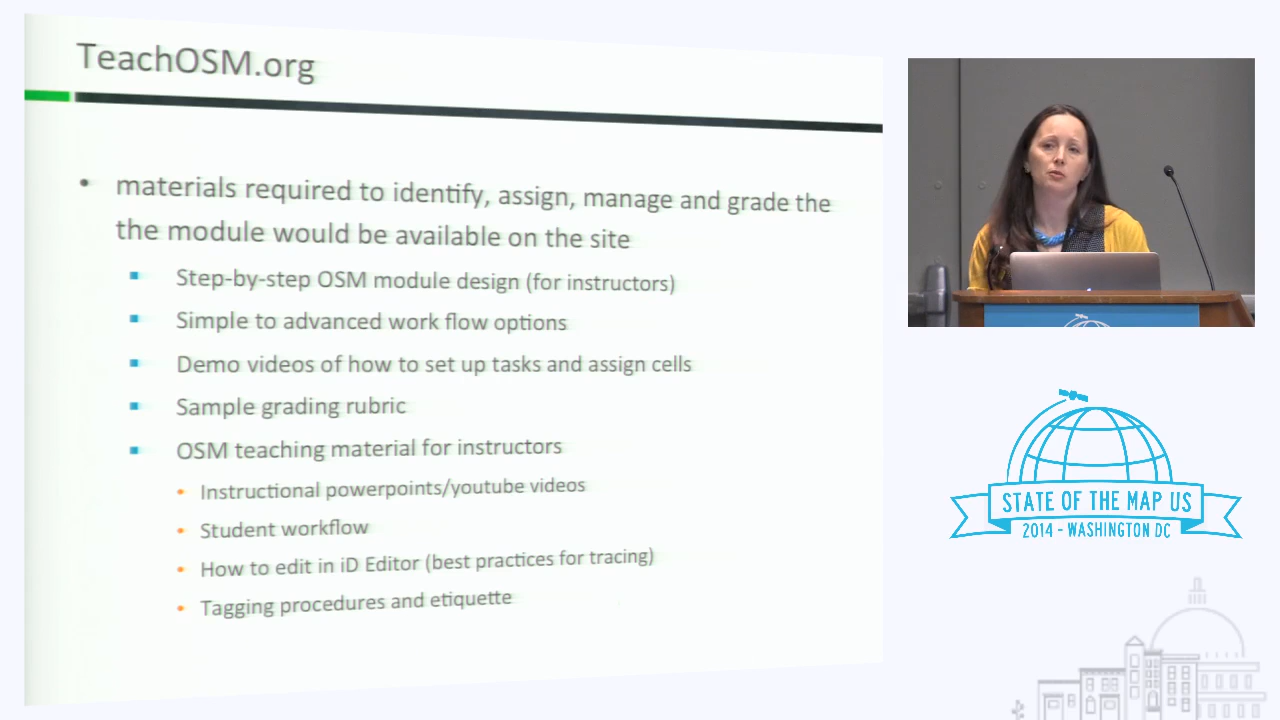 TeachOSM.org
• materials required to identify, assign, manage and grade the
the module would be available on the site
▪ Step-by-step OSM module design (for instructors)
▪ Simple to advanced work flow options
▪ Demo videos of how to set up tasks and assign cells
▪ Sample grading rubric
▪ OSM teaching material for instructors
• Instructional powerpoints/youtube videos
• Student workflow
• How to edit in iD Editor (best practices for tracing)
• Tagging procedures and etiquette
STATE OF THE MAP US
2014 - WASHINGTON DC